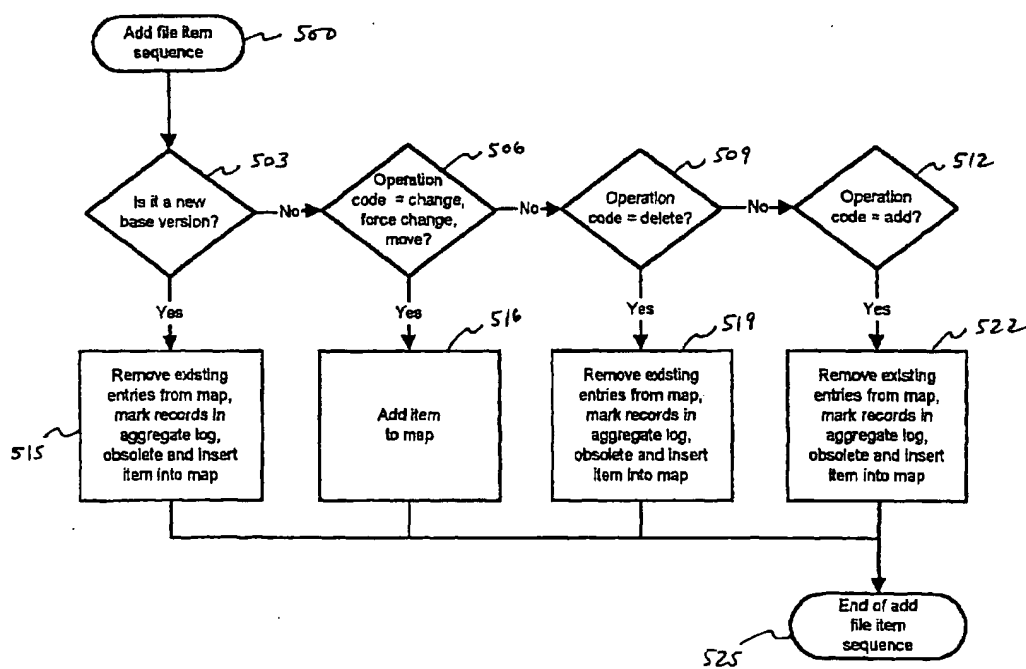 Add file item
sequence
500
503
506
509
512
Is it a new
base version?
No
Operation
code = change,
force change,
move?
No
Operation
code = delete?
No
Operation
code = add?
Yes
Yes
Yes
Yes
515
Remove existing
entries from map,
mark records in
aggregate log,
obsolete and insert
item into map
516
Add item
to map
519
Remove existing
entries from map,
mark records in
aggregate log,
obsolete and insert
item into map
522
Remove existing
entries from map,
mark records in
aggregate log,
obsolete and insert
item into map
End of add
file item
sequence
525